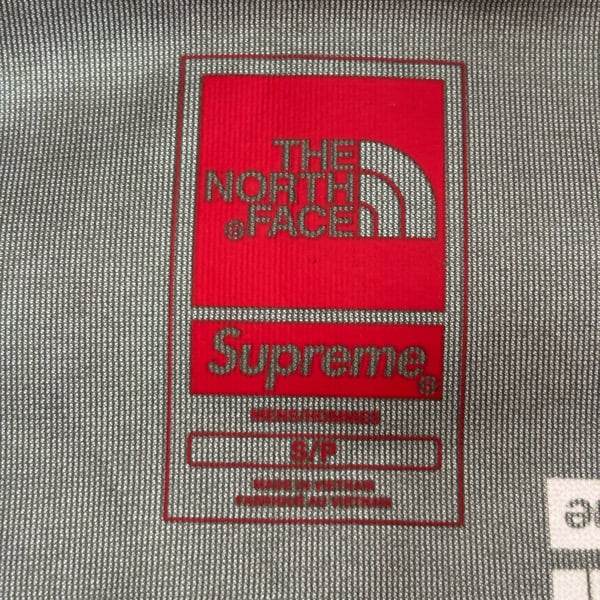 THE
NORTH
®FACE
Supreme®
MENS/HOMMES
S/P
MADE IN VIETNAM
FABRIQUÉ AU VIETNAM